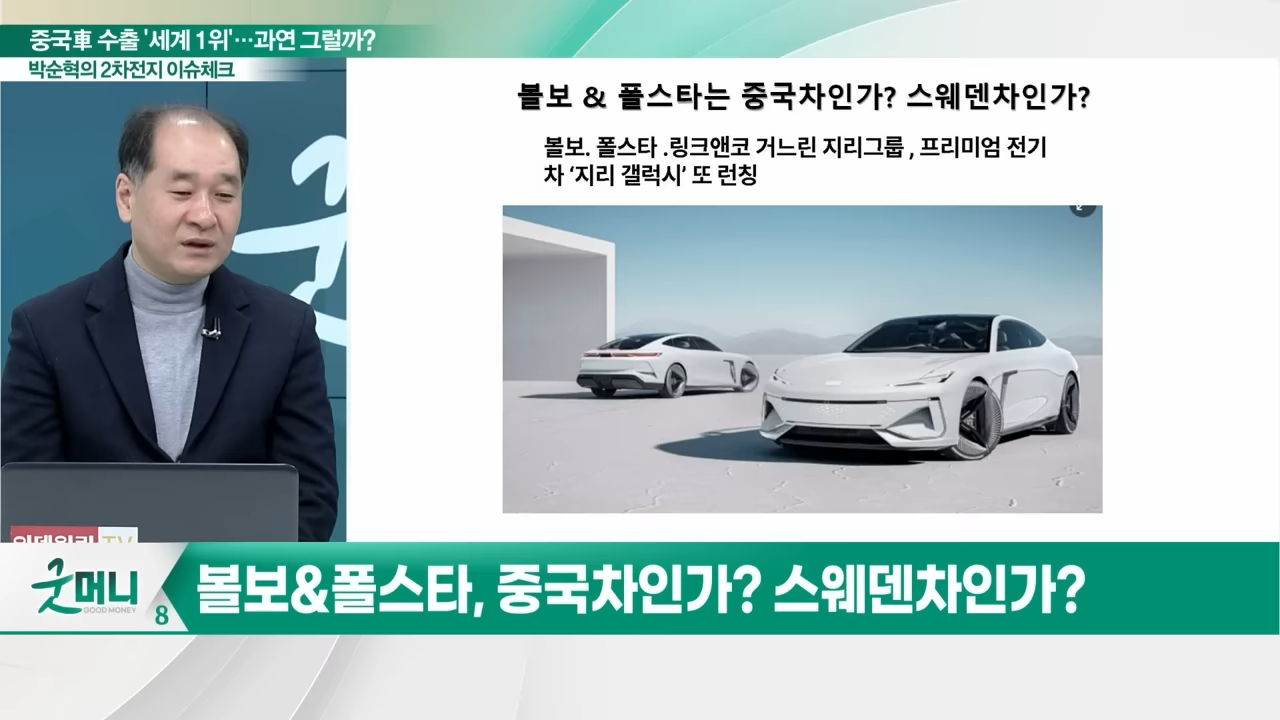 중국車 수출 '세계 1위'…과연 그럴까?
박순혁의 2차전지 이슈체크
볼보 & 폴스타는 중국차인가? 스웨덴차인가?
볼보. 폴스타 .링크앤코 거느린 지리그룹 , 프리미엄 전기
차 ‘지리 갤럭시’ 또 런칭
이데일리 TV
굿머니
GOOD MONEY
8
볼보&폴스타, 중국차인가? 스웨덴차인가?